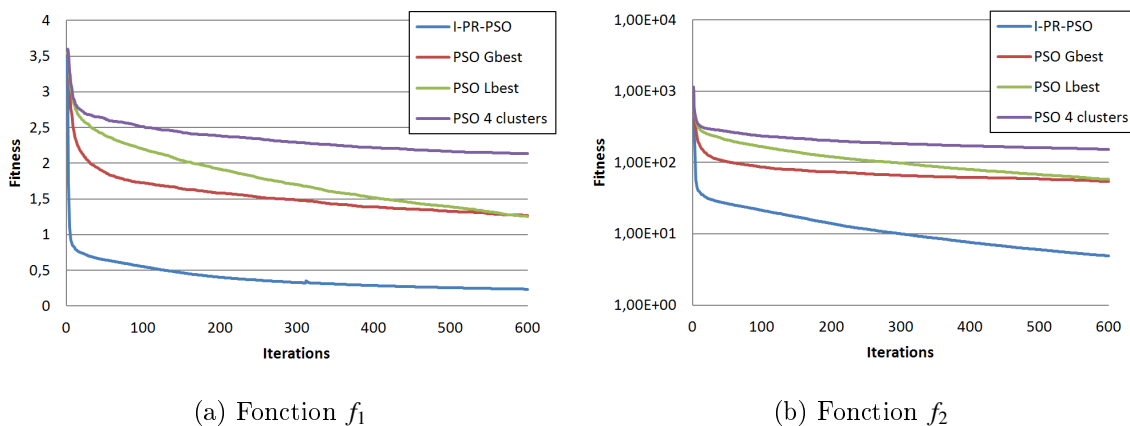 4
3,5
3
2,5
2
1,5
1
0,5
0
Fitness
0 100 200 300 400 500 600
Iterations
I-PR-PSO
PSO Gbest
PSO Lbest
PSO 4 clusters
(a) Fonction f1
1,00E+04
1,00E+03
1,00E+02
1,00E+01
1,00E+00
Fitness
0 100 200 300 400 500 600
Iterations
I-PR-PSO
PSO Gbest
PSO Lbest
PSO 4 clusters
(b) Fonction f2